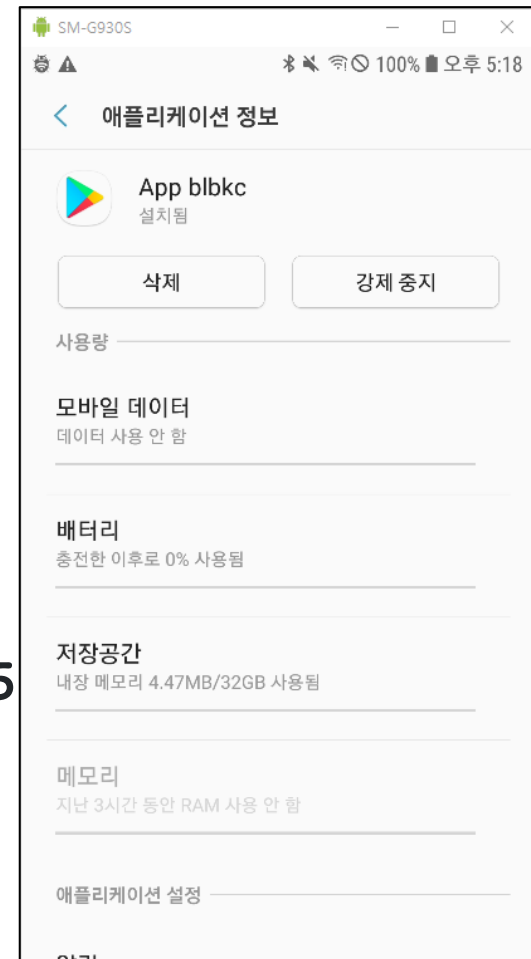 SM-G930S
100% 오후 5:18
애플리케이션 정보
App blbkc
설치됨
삭제 강제 중지
사용량
모바일 데이터
데이터 사용 안 함
배터리
충전한 이후로 0% 사용됨
5
저장공간
내장 메모리 4.47MB/32GB 사용됨
메모리
지난 3시간 동안 RAM 사용 안 함
애플리케이션 설정